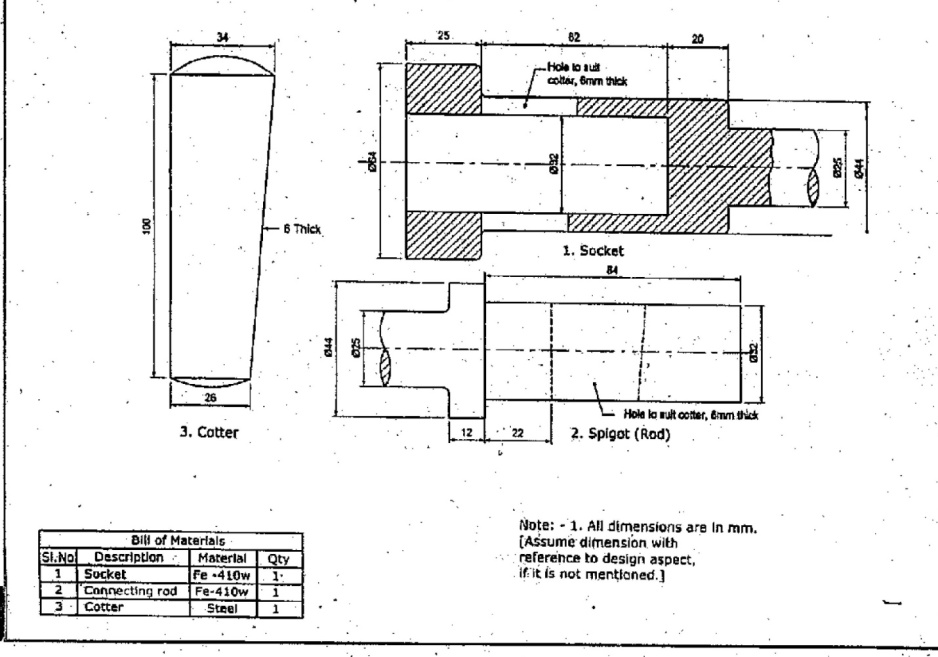 34
25
62
20
Hole to suit
cotter, 6mm thick
Ø64
Ø32
Ø25
Ø44
100
6 Thick
1. Socket
84
Ø44
Ø25
Ø32
Hole to suit cotter, 6mm thick
26
12
22
2. Spigot (Rod)
3. Cotter
Note: - 1. All dimensions are in mm.
[Assume dimension with
reference to design aspect,
if it is not mentioned.]
Bill of Materials
Sl.No Description Material Qty
1 Socket Fe -410w 1
2 Connecting rod Fe-410w 1
3 Cotter Steel 1